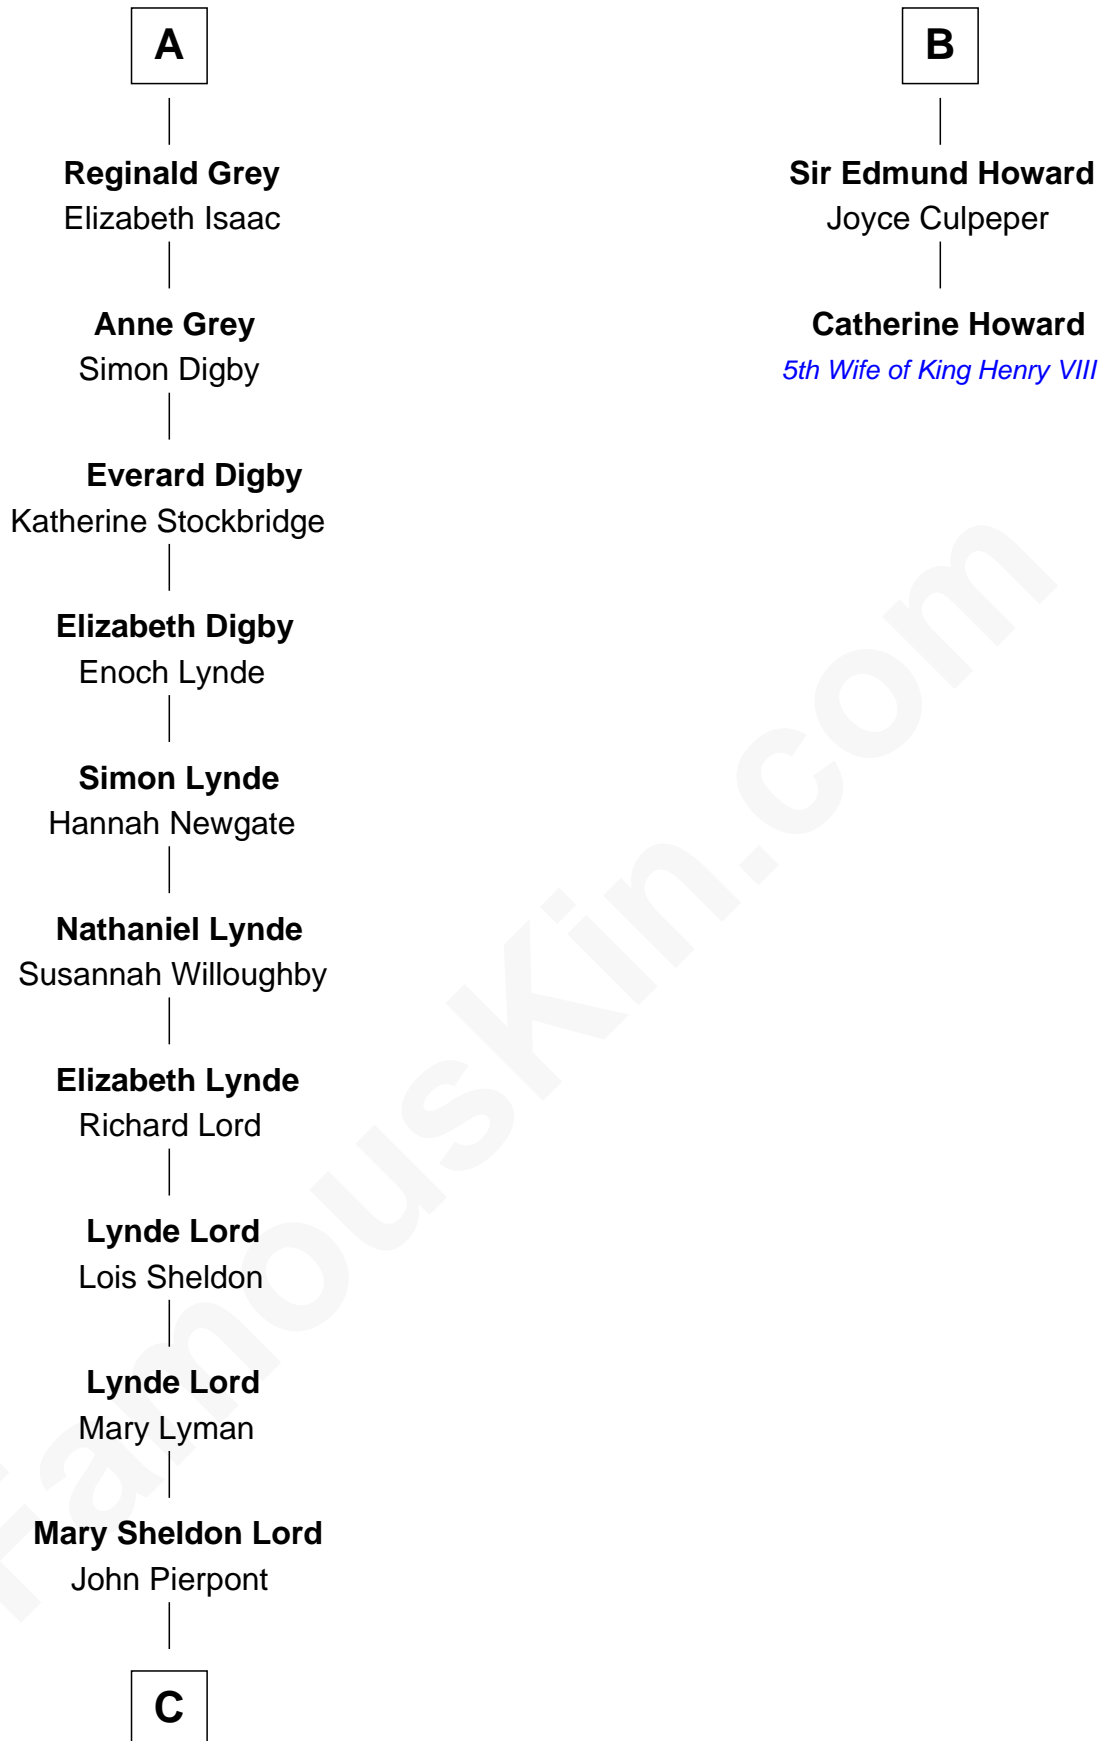 A
Reginald Grey
Elizabeth Isaac
Anne Grey
Simon Digby
Everard Digby
Katherine Stockbridge
Elizabeth Digby
Enoch Lynde
Simon Lynde
Hannah Newgate
Nathaniel Lynde
Susannah Willoughby
Elizabeth Lynde
Richard Lord
Lynde Lord
Lois Sheldon
Lynde Lord
Mary Lyman
Mary Sheldon Lord
John Pierpont
C
B
Sir Edmund Howard
Joyce Culpeper
Catherine Howard
5th Wife of King Henry VIII
FamousKin.com